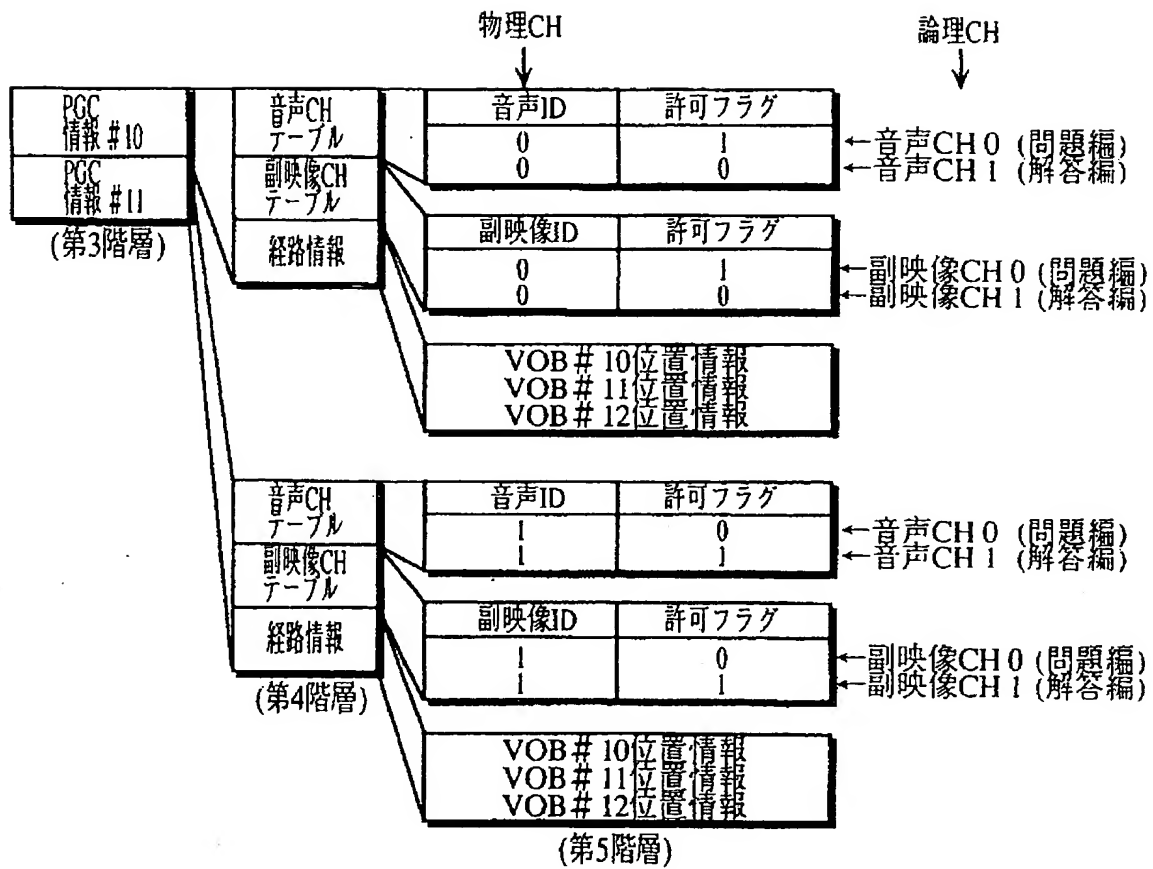 物理CH
論理CH
PGC
情報 #10
PGC
情報 #11
(第3階層)
音声CH
テーブル
副映像CH
テーブル
経路情報
音声ID 許可フラグ
0 1 ←音声CH 0 (問題編)
0 0 ←音声CH 1 (解答編)
副映像ID 許可フラグ
0 1 ←副映像CH 0 (問題編)
0 0 ←副映像CH 1 (解答編)
VOB# 10位置情報
VOB# 11位置情報
VOB# 12位置情報
音声CH
テーブル
副映像CH
テーブル
経路情報
(第4階層)
音声ID 許可フラグ
1 0 ←音声CH 0 (問題編)
1 1 ←音声CH 1 (解答編)
副映像ID 許可フラグ
1 0 ←副映像CH 0 (問題編)
1 1 ←副映像CH 1 (解答編)
VOB# 10位置情報
VOB# 11位置情報
VOB# 12位置情報
(第5階層)